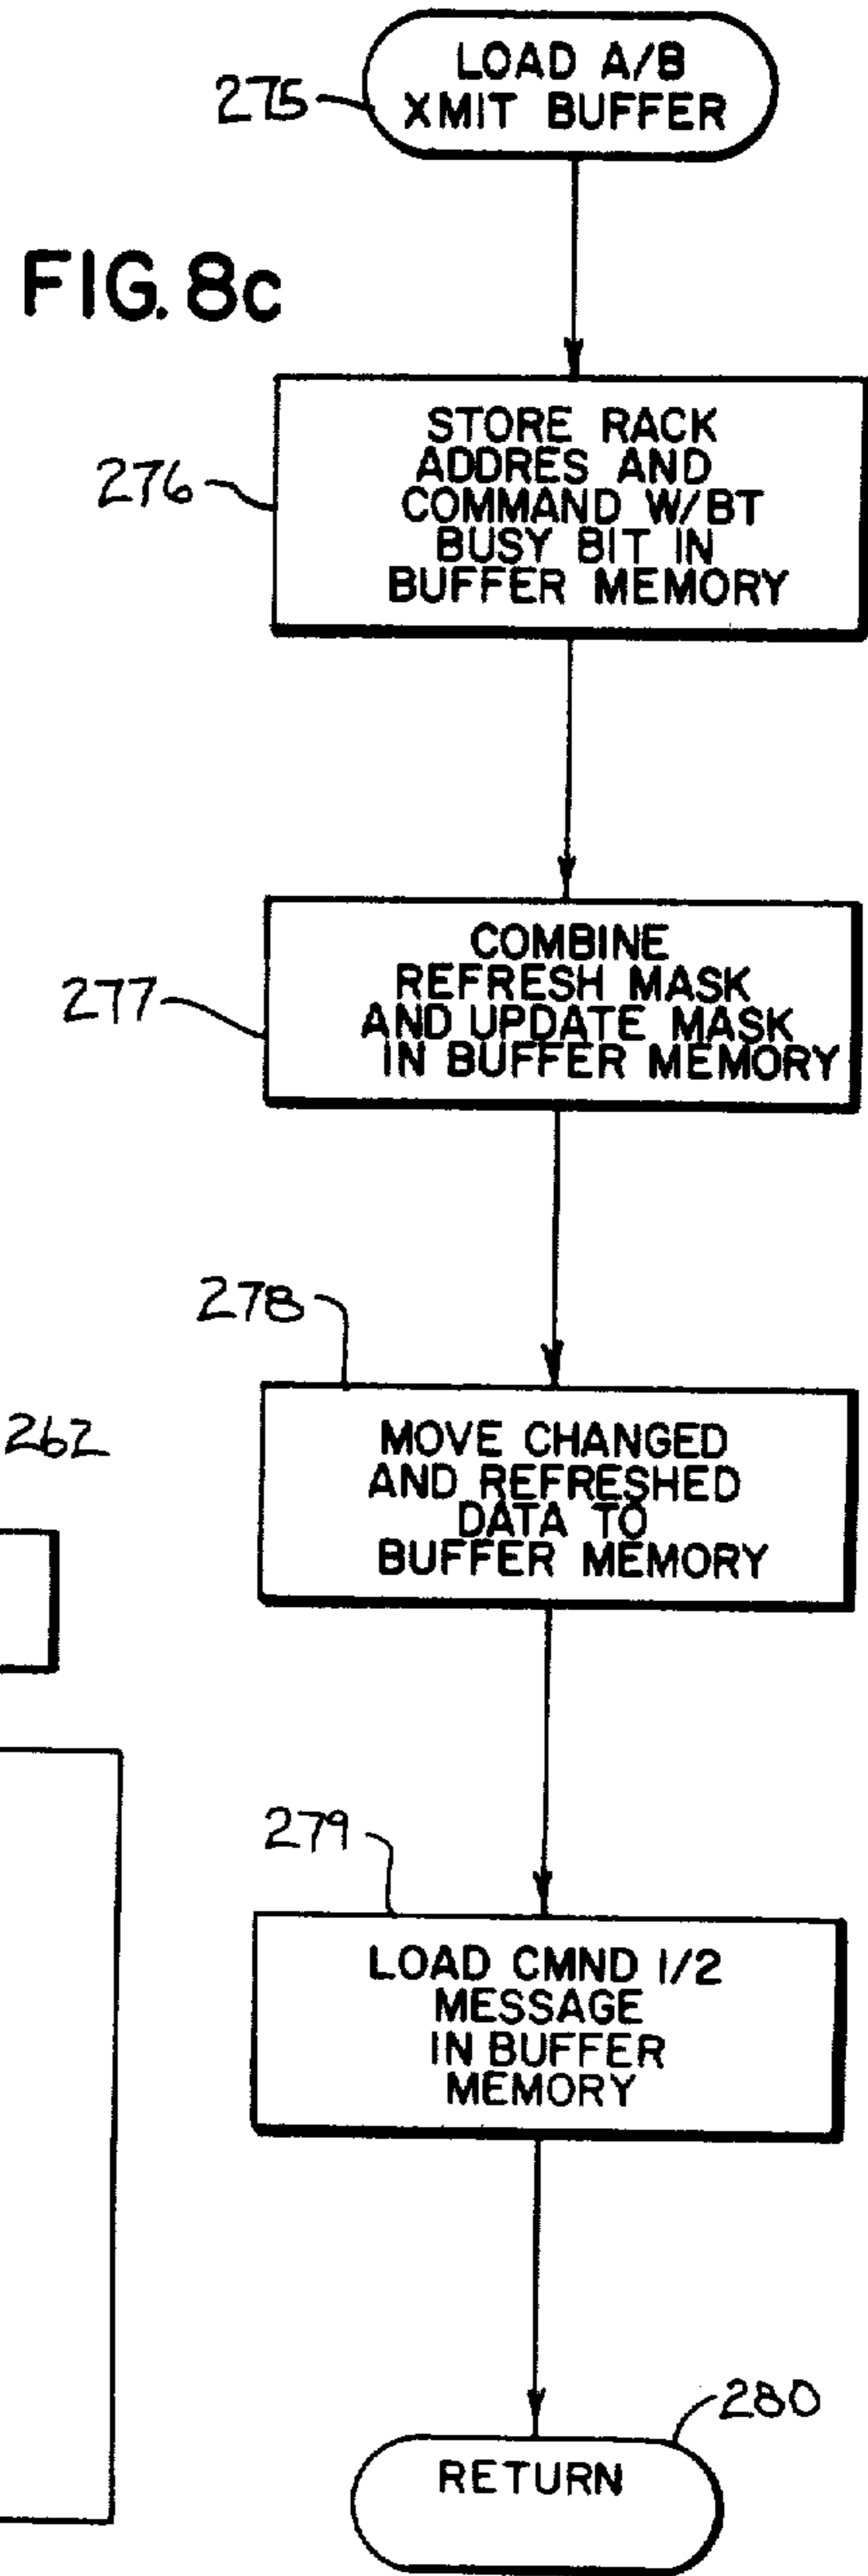 275
LOAD A/B
XMIT BUFFER
FIG. 8c
276
STORE RACK
ADDRES AND
COMMAND W/BT
BUSY BIT IN
BUFFER MEMORY
277
COMBINE
REFRESH MASK
AND UPDATE MASK
IN BUFFER MEMORY
278
MOVE CHANGED
AND REFRESHED
DATA TO
BUFFER MEMORY
262
279
LOAD CMND 1/2
MESSAGE
IN BUFFER
MEMORY
280
RETURN